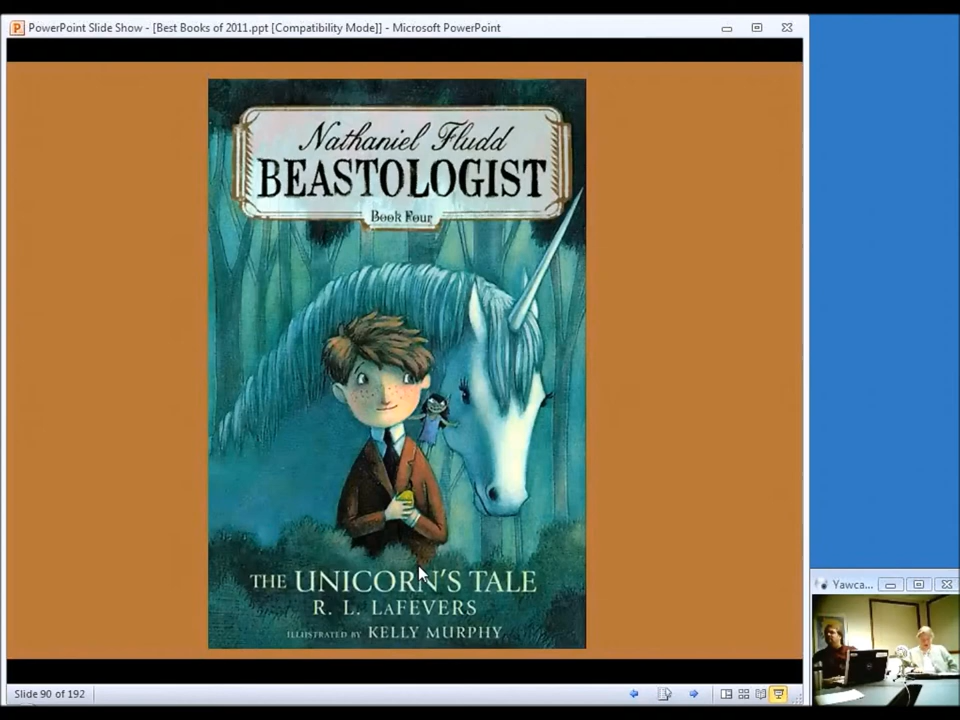 PowerPoint Slide Show - [Best Books of 2011.ppt [Compatibility Mode]] - Microsoft PowerPoint
Nathaniel Fludd
BEASTOLOGIST
Book Four
THE UNICORN'S TALE
R. L. LAFEVERS
ILLUSTRATED BY KELLY MURPHY
Yawca...
Slide 90 of 192